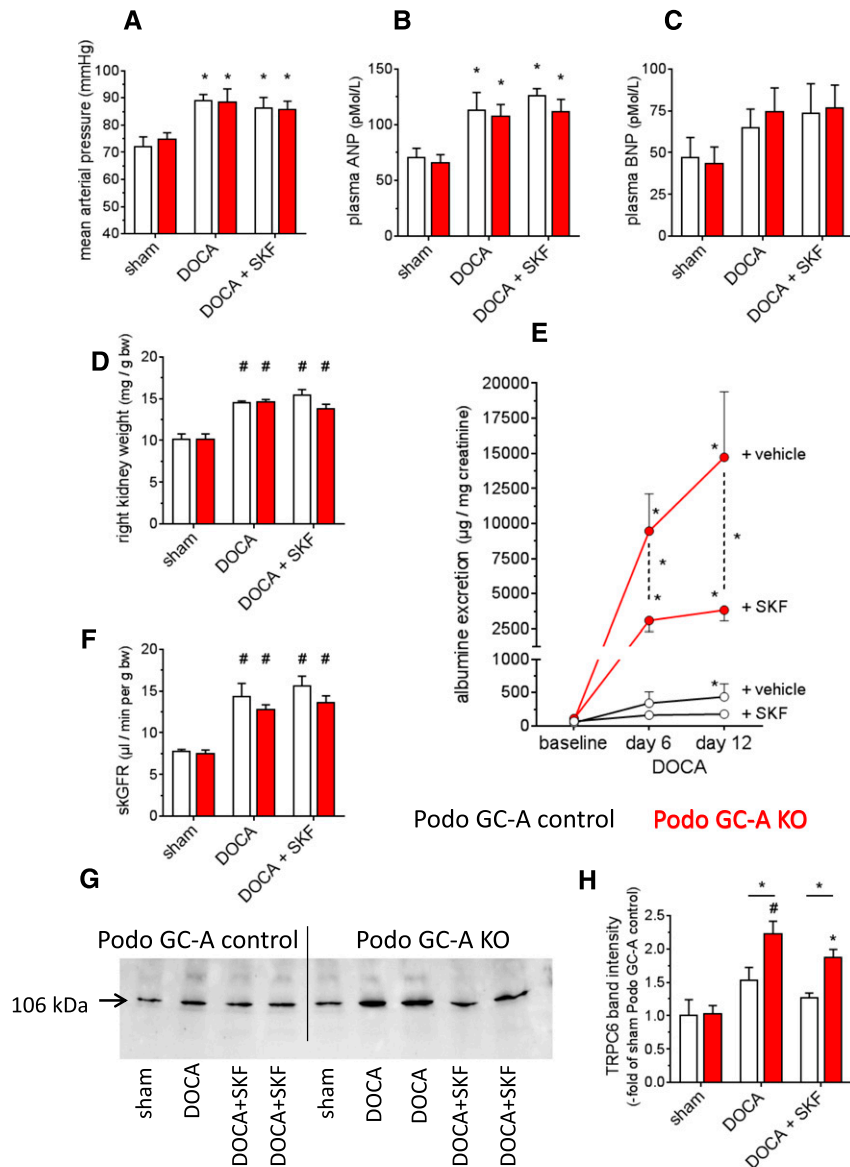 A
mean arterial pressure (mmHg)
100
90
80
70
60
50
40
* * * *
sham
DOCA
DOCA + SKF
B
plasma ANP (pMol/L)
150
100
50
0
* * * *
sham
DOCA
DOCA + SKF
C
plasma BNP (pMol/L)
100
75
50
25
0
sham
DOCA
DOCA + SKF
D
right kidney weight (mg / g bw)
20
15
10
5
0
# # # #
sham
DOCA
DOCA + SKF
E
albumine excretion (µg / mg creatinine)
20000
17500
15000
12500
10000
7500
5000
2500
1000
500
0
* + vehicle
*
* *
* * + SKF
* + vehicle
+ SKF
baseline day 6 day 12
DOCA
F
skGFR (µl / min per g bw)
20
15
10
5
0
# # # #
sham
DOCA
DOCA + SKF
Podo GC-A control Podo GC-A KO
G
Podo GC-A control Podo GC-A KO
106 kDa
sham
DOCA
DOCA+SKF
DOCA+SKF
sham
DOCA
DOCA
DOCA+SKF
DOCA+SKF
H
TRPC6 band intensity
(-fold of sham Podo GC-A control)
2.5
2.0
1.5
1.0
0.5
0.0
* *
#
*
sham
DOCA
DOCA + SKF